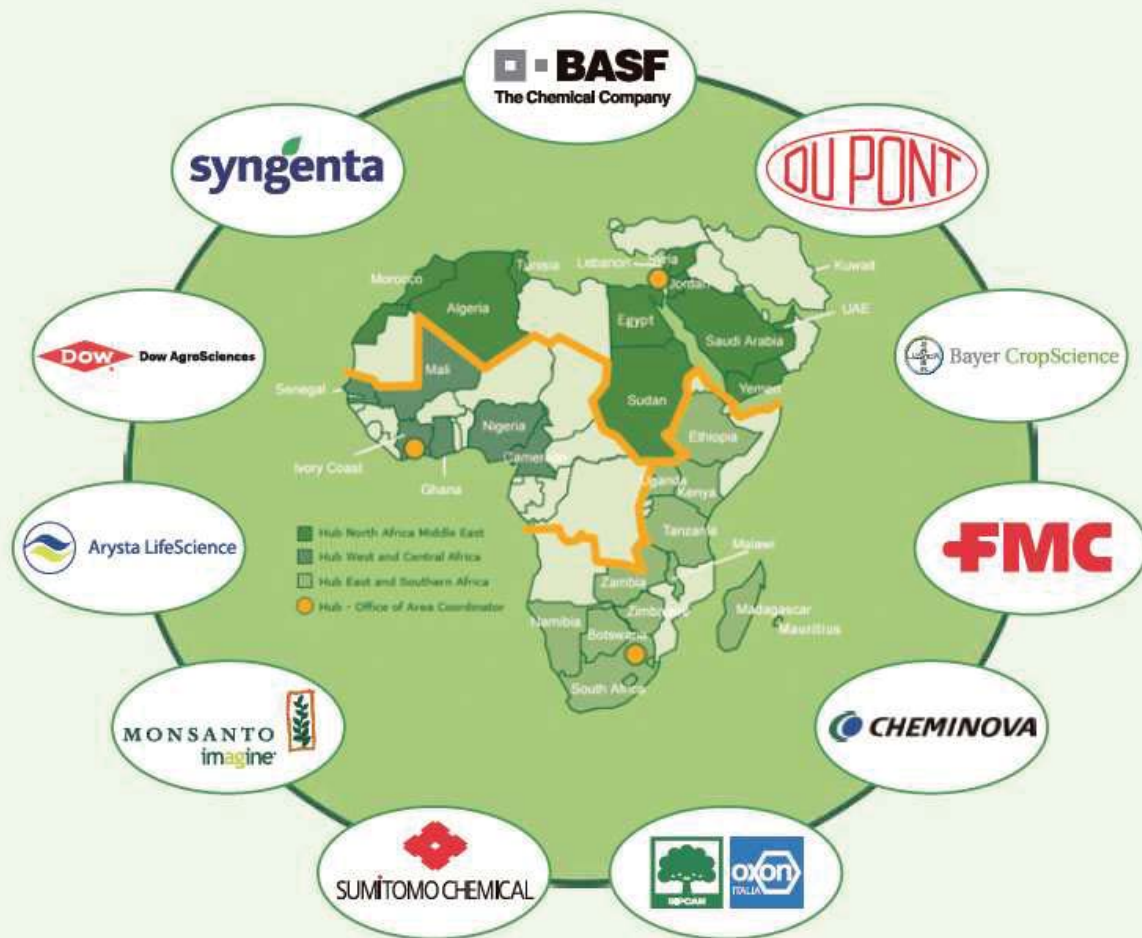 BASF
The Chemical Company
syngenta
DU PONT
DOW Dow AgroSciences
Bayer CropScience
Arysta LifeScience
FMC
MONSANTO
imagine
CHEMINOVA
SUMITOMO CHEMICAL
SIPCAM
OXON
ITALIA
Morocco
Algeria
Tunisia
Lebanon
Syria
Jordan
Kuwait
UAE
Egypt
Saudi Arabia
Mali
Senegal
Sudan
Yemen
Nigeria
Ethiopia
Ivory Coast
Cameroon
Ghana
Uganda
Kenya
Tanzania
Malawi
Zambia
Zimbabwe
Madagascar
Mauritius
Namibia
Botswana
South Africa
Hub North Africa Middle East
Hub West and Central Africa
Hub East and Southern Africa
Hub - Office of Area Coordinator